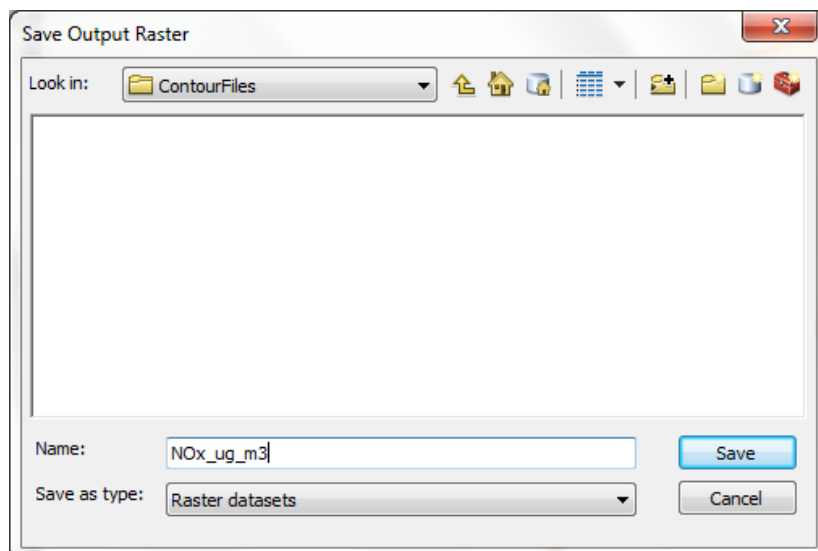 Save Output Raster
Look in: ContourFiles
Name: NOx_ug_m3 Save
Save as type: Raster datasets Cancel